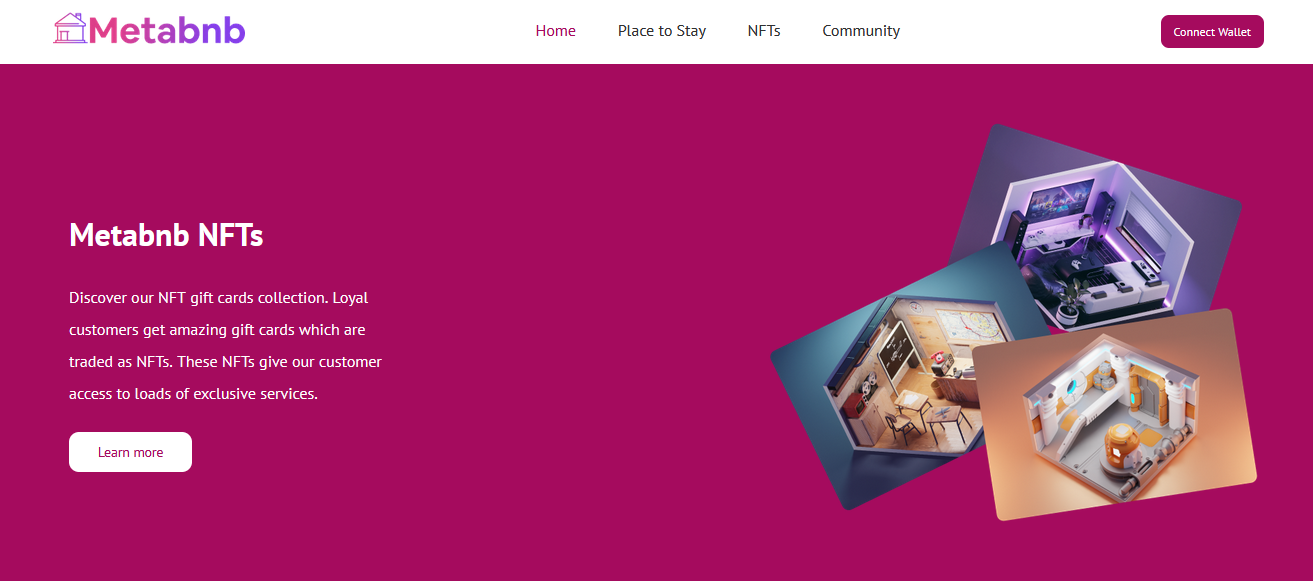 Metabnb
Home
Place to Stay
NFTs
Community
Connect Wallet
Metabnb NFTs
Discover our NFT gift cards collection. Loyal
customers get amazing gift cards which are
traded as NFTs. These NFTs give our customer
access to loads of exclusive services.
Learn more